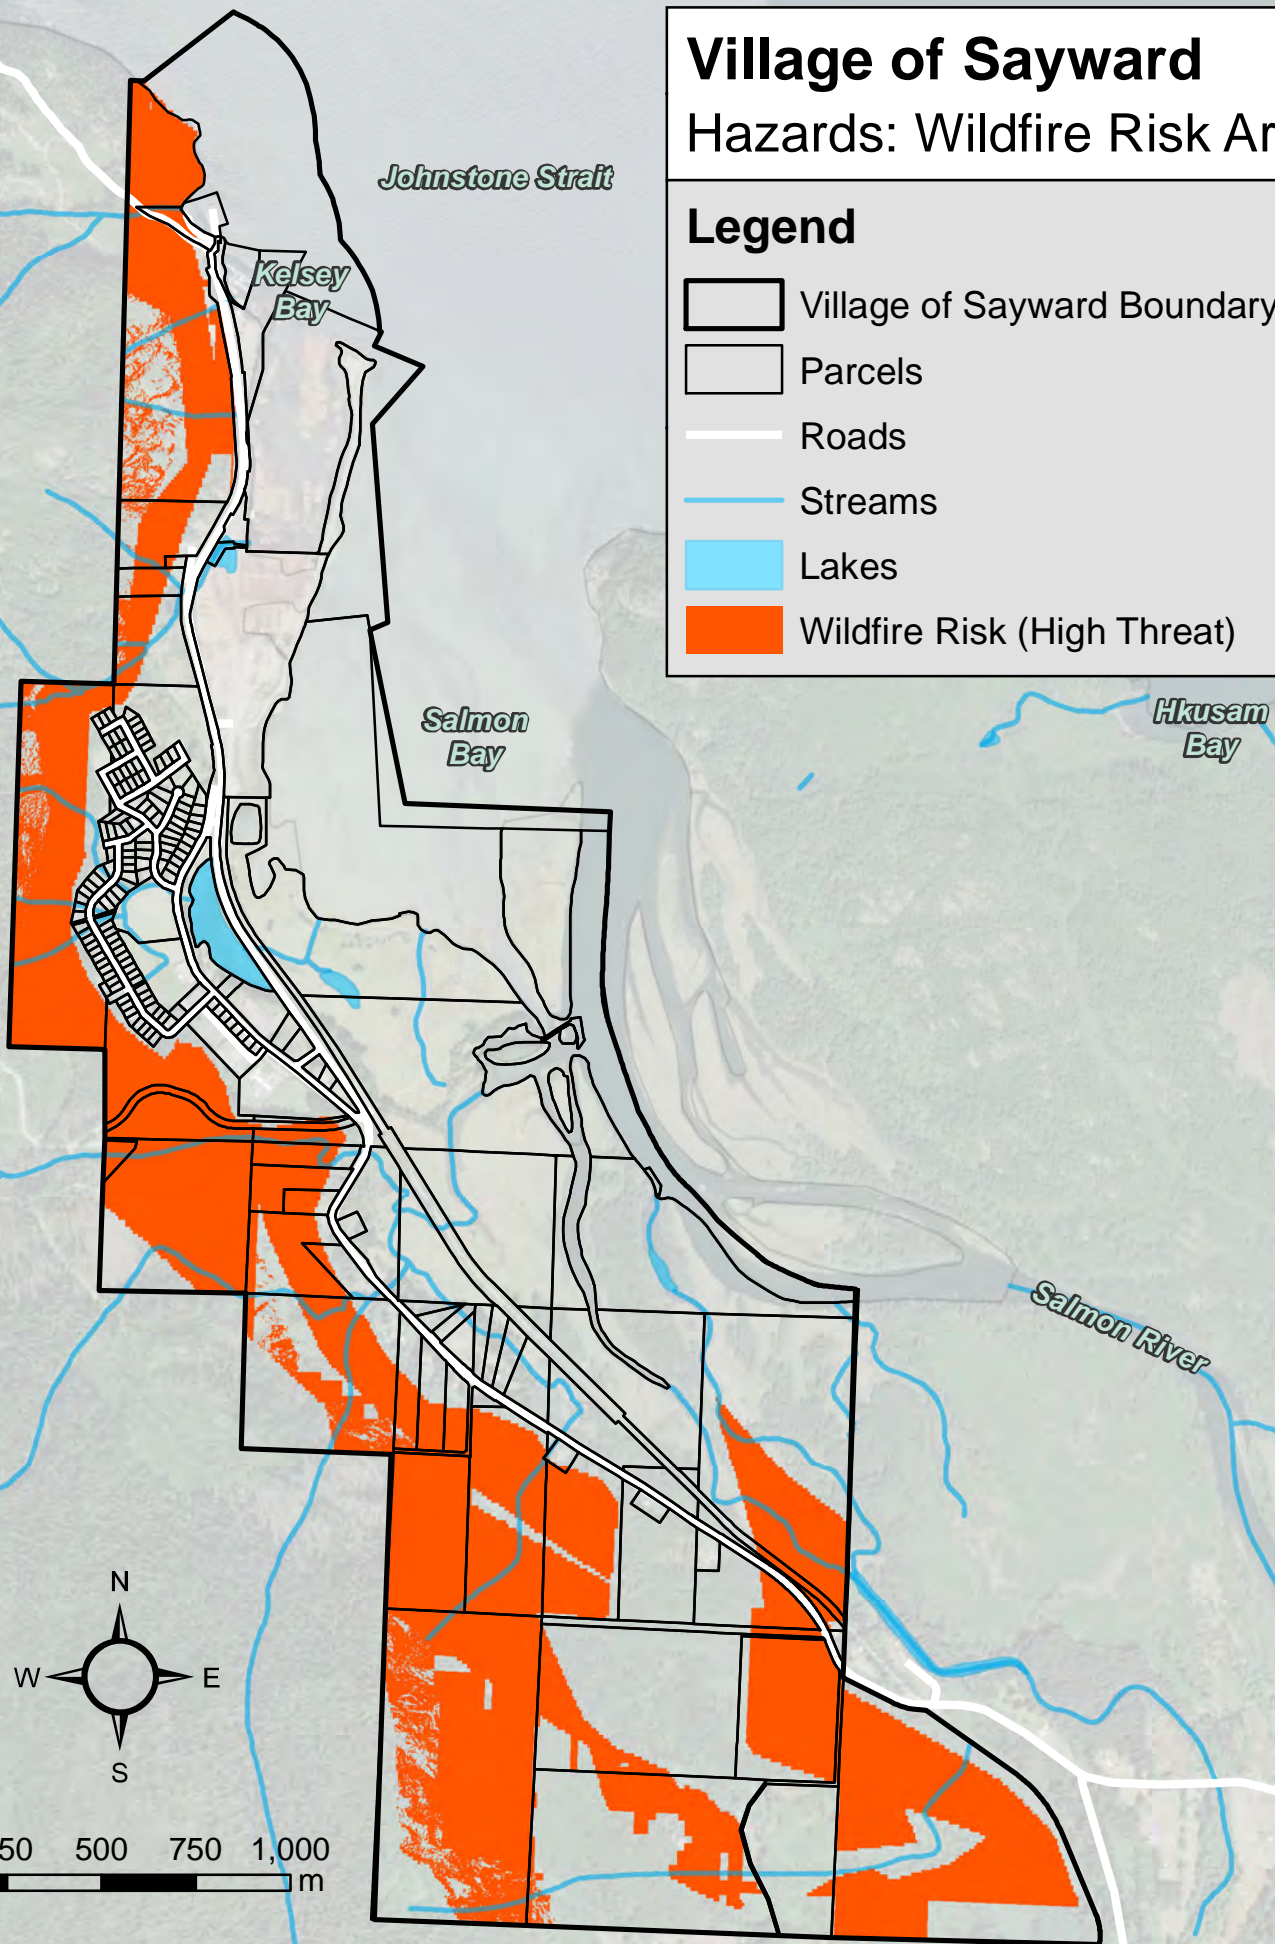 Village of Sayward
Hazards: Wildfire Risk Ar
Legend
Village of Sayward Boundary
Parcels
Roads
Streams
Lakes
Wildfire Risk (High Threat)
Johnstone Strait
Kelsey
Bay
Salmon
Bay
Hkusam
Bay
Salmon River
N
W E
S
50 500 750 1,000
m